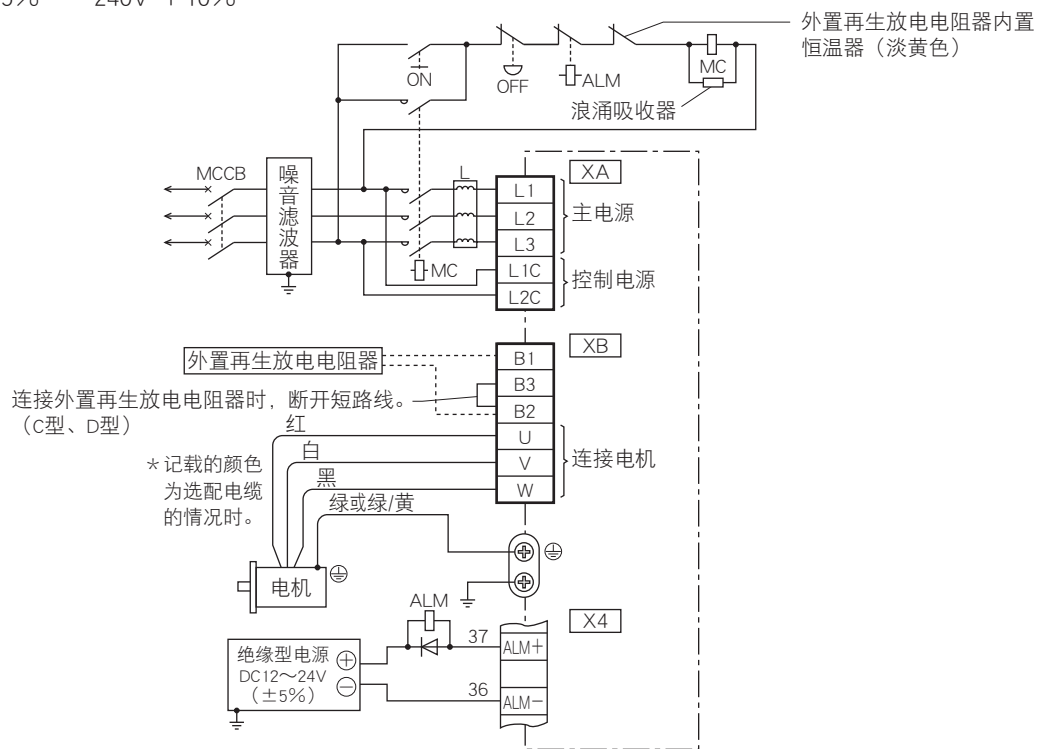 外置再生放电电阻器内置
恒温器（淡黄色）
ON
OFF
ALM
MC
浪涌吸收器
MCCB
噪音滤波器
L
MC
XA
L1
L2
L3
主电源
L1C
L2C
控制电源
XB
外置再生放电电阻器
B1
B3
B2
连接外置再生放电电阻器时，断开短路线。
（C型、D型）
红
U
白
V
黑
W
连接电机
绿或绿/黄
*记载的颜色
为选配电缆
的情况时。
电机
ALM
X4
绝缘型电源
DC12～24V
（±5%）
37
ALM+
36
ALM－